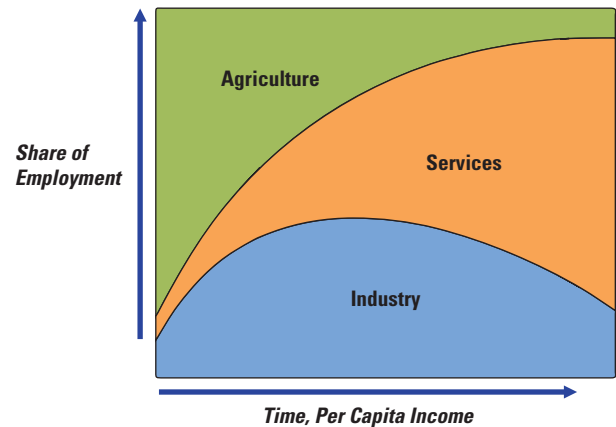 Agriculture
Share of
Employment
Services
Industry
Time, Per Capita Income